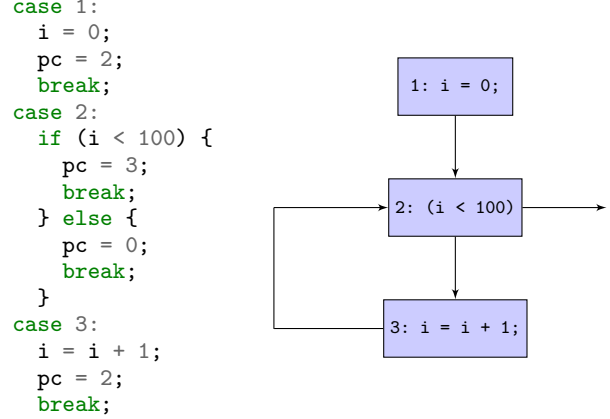 case 1:
i = 0;
pc = 2;
break;
case 2:
if (i < 100) {
pc = 3;
break;
} else {
pc = 0;
break;
}
case 3:
i = i + 1;
pc = 2;
break;
1: i = 0;
2: (i < 100)
3: i = i + 1;